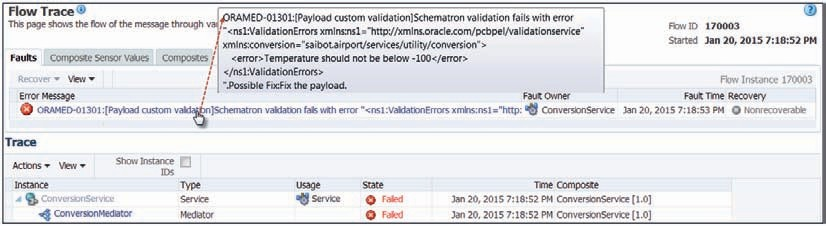 Flow Trace
This page shows the flow of the message through var
Flow ID 170003
Started Jan 20, 2015 7:18:52 PM
ORAMED-01301:[Payload custom validation]Schematron validation fails with error
"<ns1:ValidationErrors xmlns:ns1="http://xmlns.oracle.com/pcbpel/validationservice"
xmlns:conversion="saibot.airport/services/utility/conversion">
<error>Temperature should not be below -100</error>
</ns1:ValidationErrors>
".Possible FixFix the payload.
Faults Composite Sensor Values Composites
Recover View Flow Instance 170003
Error Message Fault Owner Fault Time Recovery
ORAMED-01301:[Payload custom validation]Schematron validation fails with error "<ns1:ValidationErrors xmlns:ns1="http: ConversionService Jan 20, 2015 7:18:53 PM Nonrecoverable
Trace
Actions View Show Instance
IDs
Instance Type Usage State Time Composite
ConversionService Service Service Failed Jan 20, 2015 7:18:52 PM ConversionService [1.0]
ConversionMediator Mediator Failed Jan 20, 2015 7:18:52 PM ConversionService [1.0]